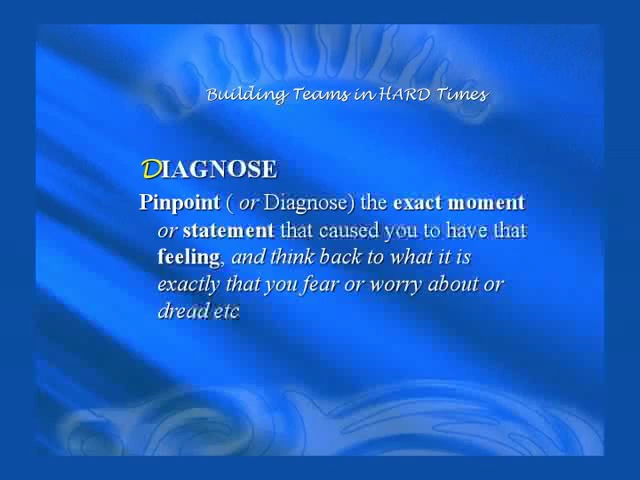 Building Teams in HARD Times
DIAGNOSE
Pinpoint ( or Diagnose) the exact moment
or statement that caused you to have that
feeling, and think back to what it is
exactly that you fear or worry about or
dread etc